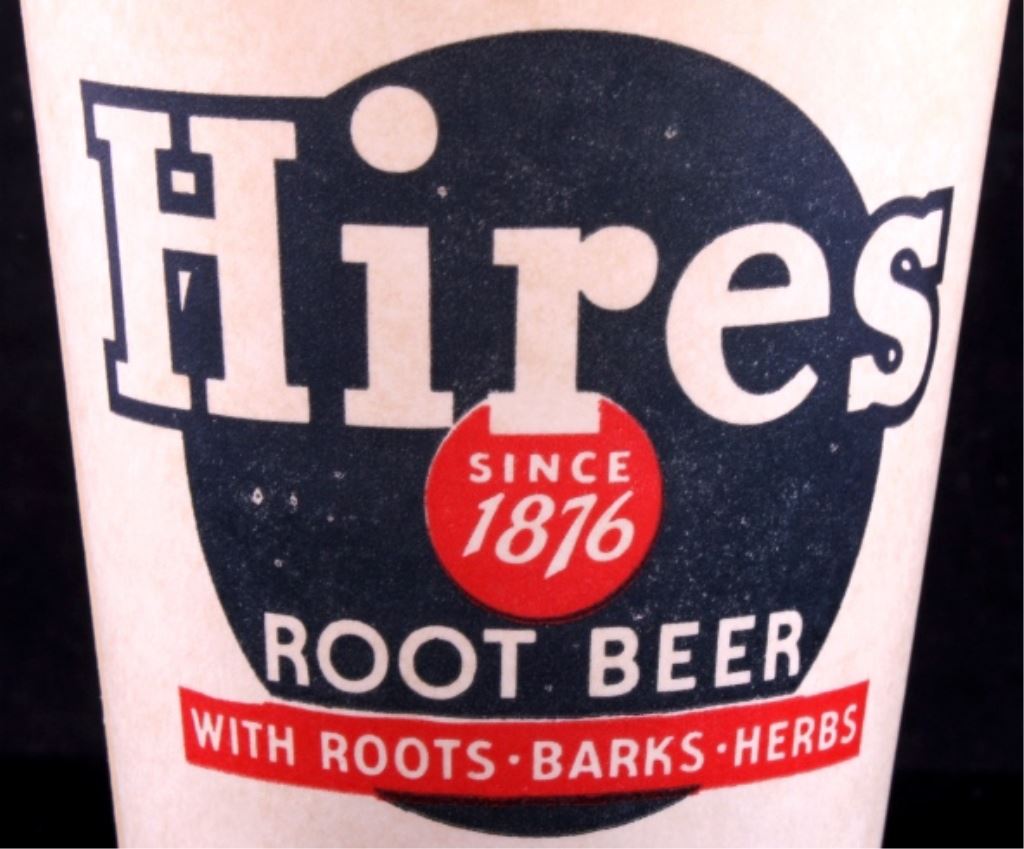 Hires
SINCE
1876
ROOT BEER
WITH ROOTS·BARKS·HERBS